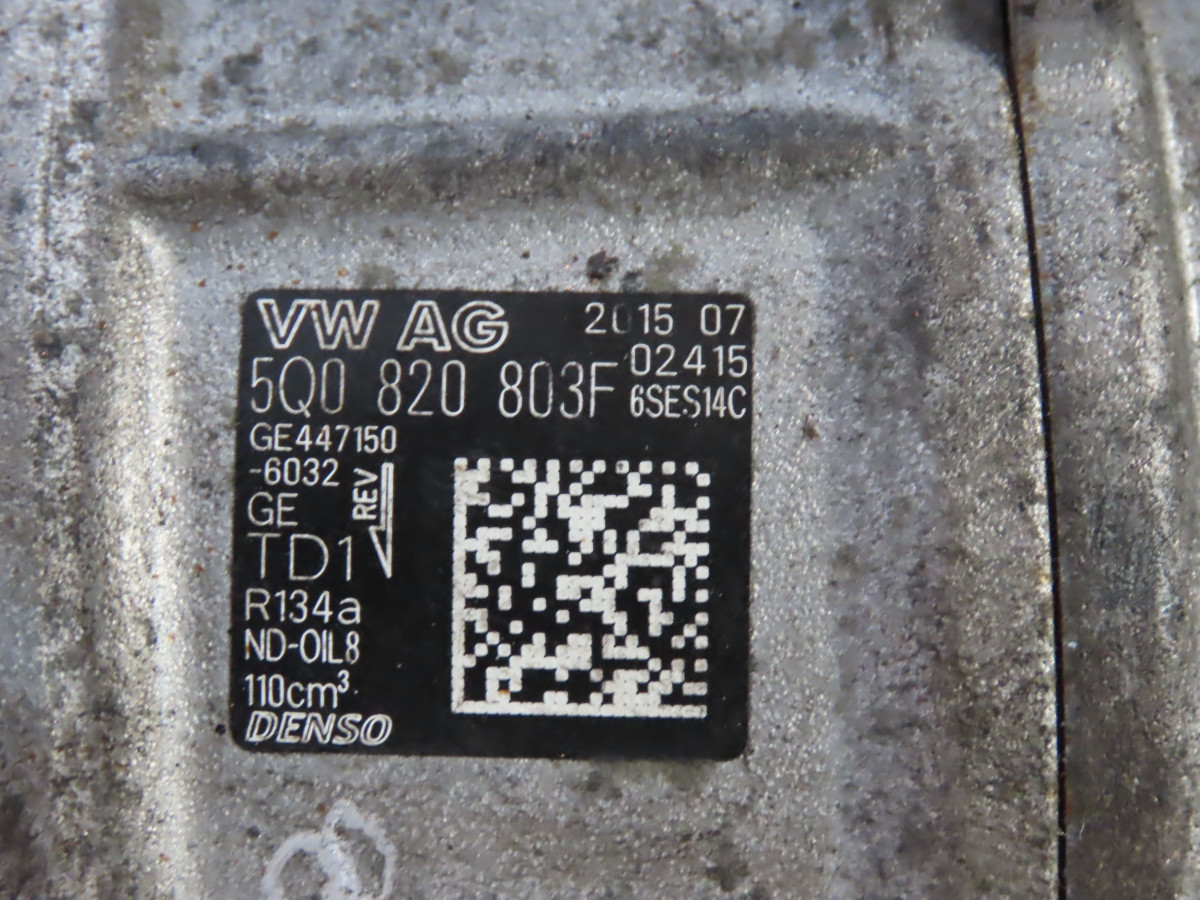 VW AG 2015 07
02415
5Q0 820 803F 6SES14C
GE447150
-6032
REV
GE
TD1
R134a
ND-OIL8
110cm³
DENSO